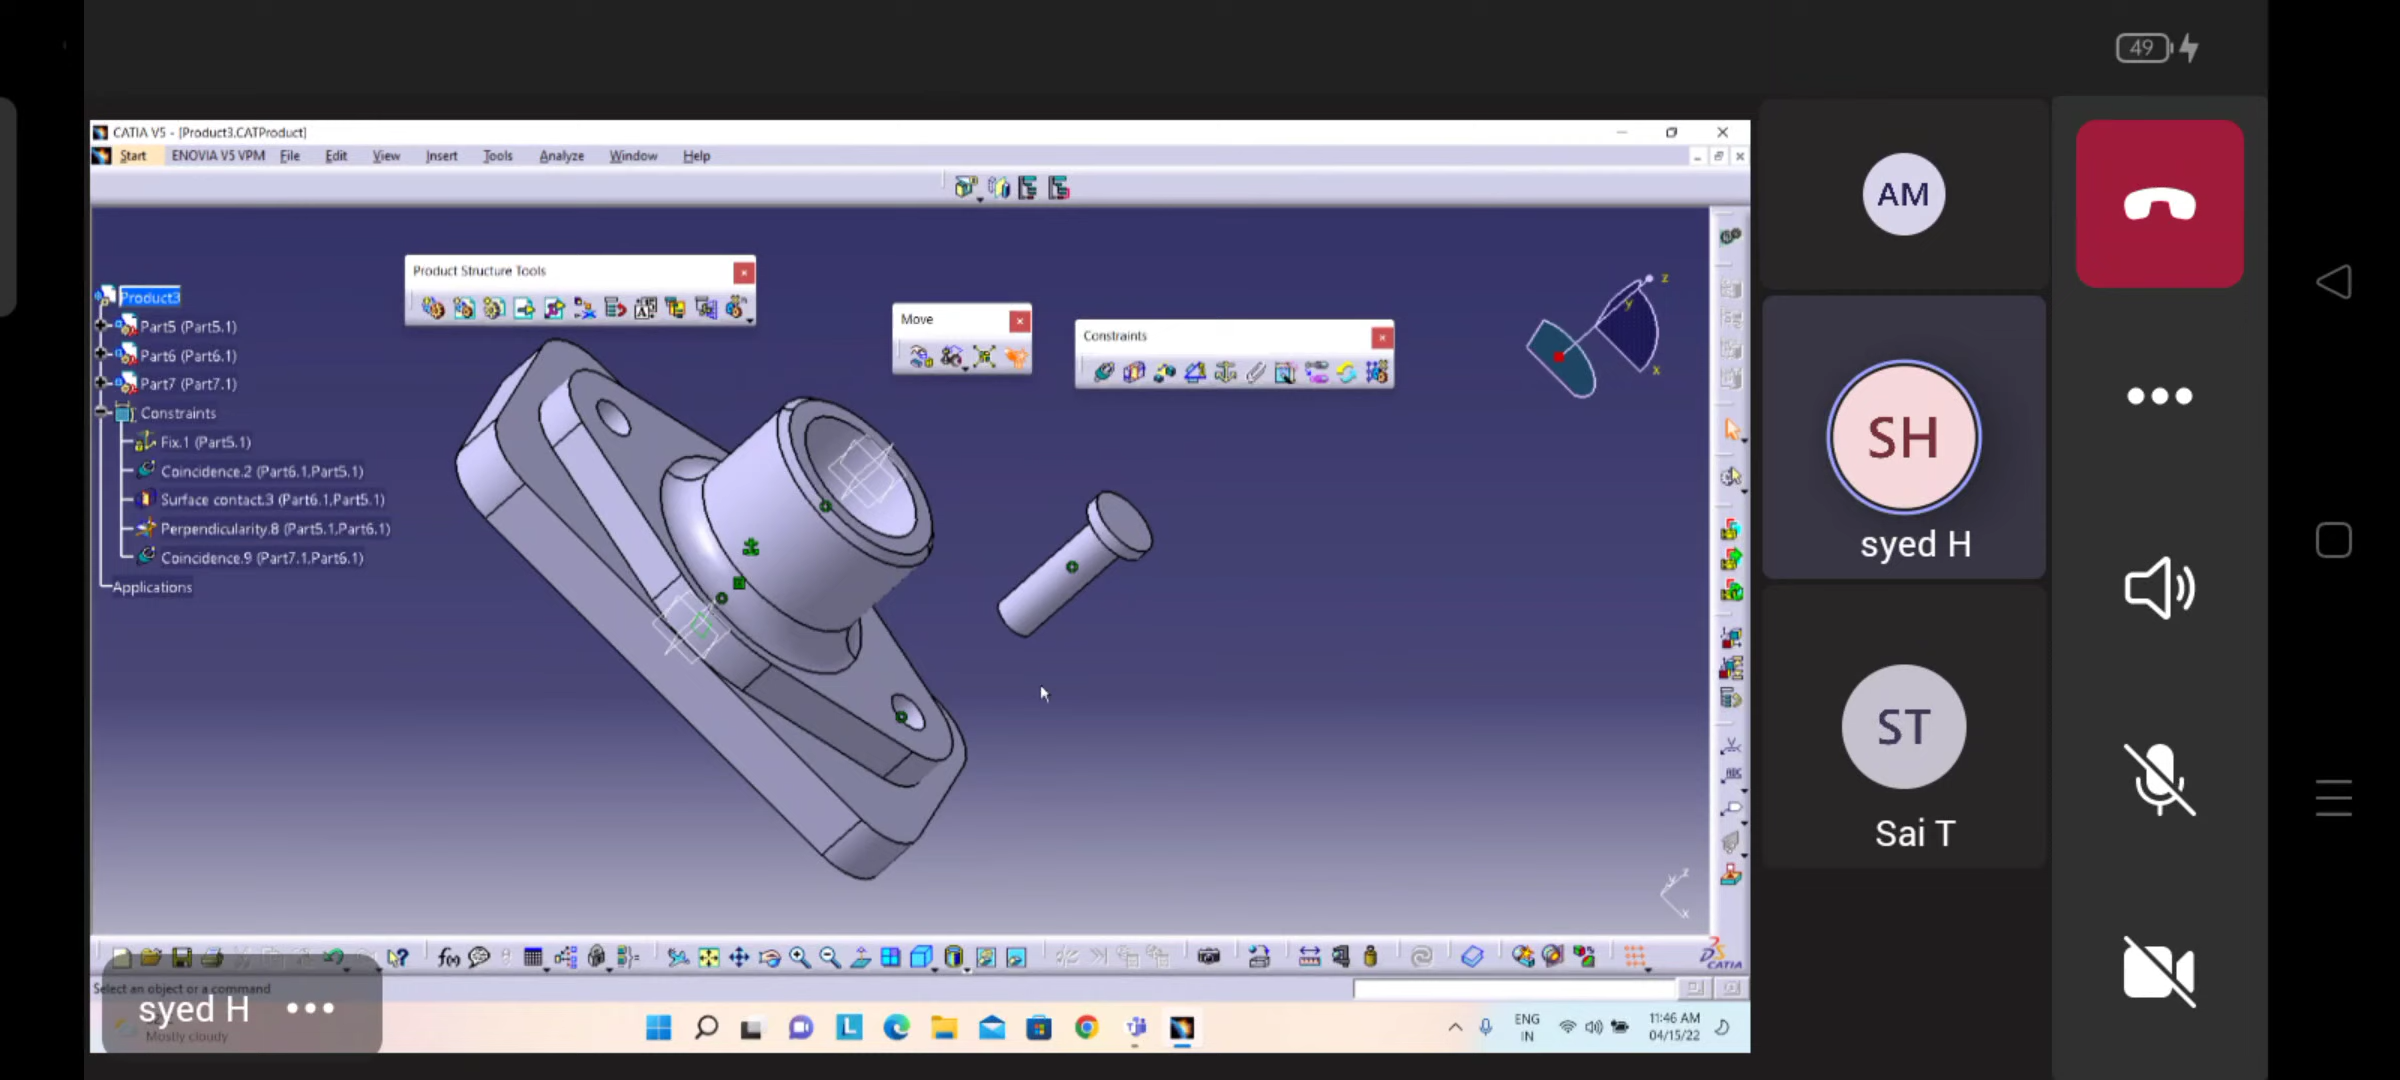 49
CATIA V5 - [Product3.CATProduct]
Start ENOVIA V5 VPM File Edit View Insert Tools Analyze Window Help
Product Structure Tools
Move
Constraints
z
y
x
Product3
Part5 (Part5.1)
Part6 (Part6.1)
Part7 (Part7.1)
Constraints
Fix.1 (Part5.1)
Coincidence.2 (Part6.1,Part5.1)
Surface contact.3 (Part6.1,Part5.1)
Perpendicularity.8 (Part5.1,Part6.1)
Coincidence.9 (Part7.1,Part6.1)
Applications
AM
SH
syed H
ST
Sai T
z
y
x
f(x)
CATIA
Select an object or a command
syed H
Mostly cloudy
ENG
IN
11:46 AM
04/15/22